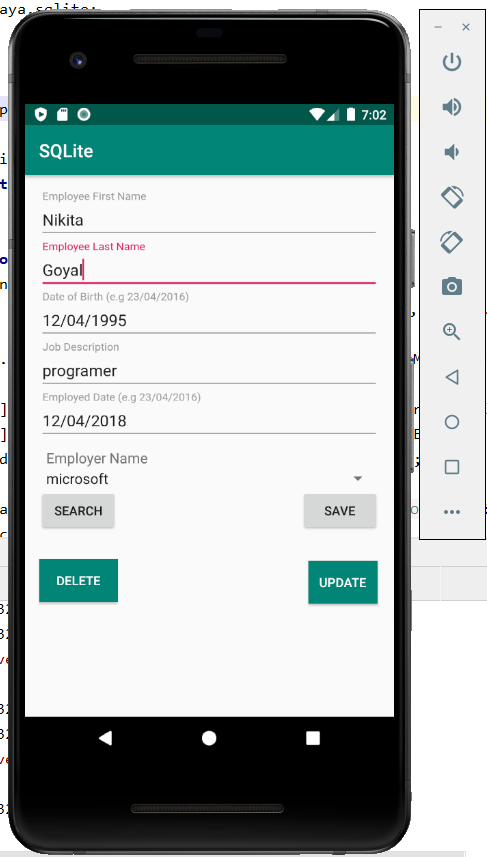 aya.sqlite;
7:02
SQLite
Employee First Name
Nikita
Employee Last Name
Goyal
Date of Birth (e.g 23/04/2016)
12/04/1995
Job Description
programer
Employed Date (e.g 23/04/2016)
12/04/2018
Employer Name
microsoft
SEARCH
SAVE
DELETE
UPDATE